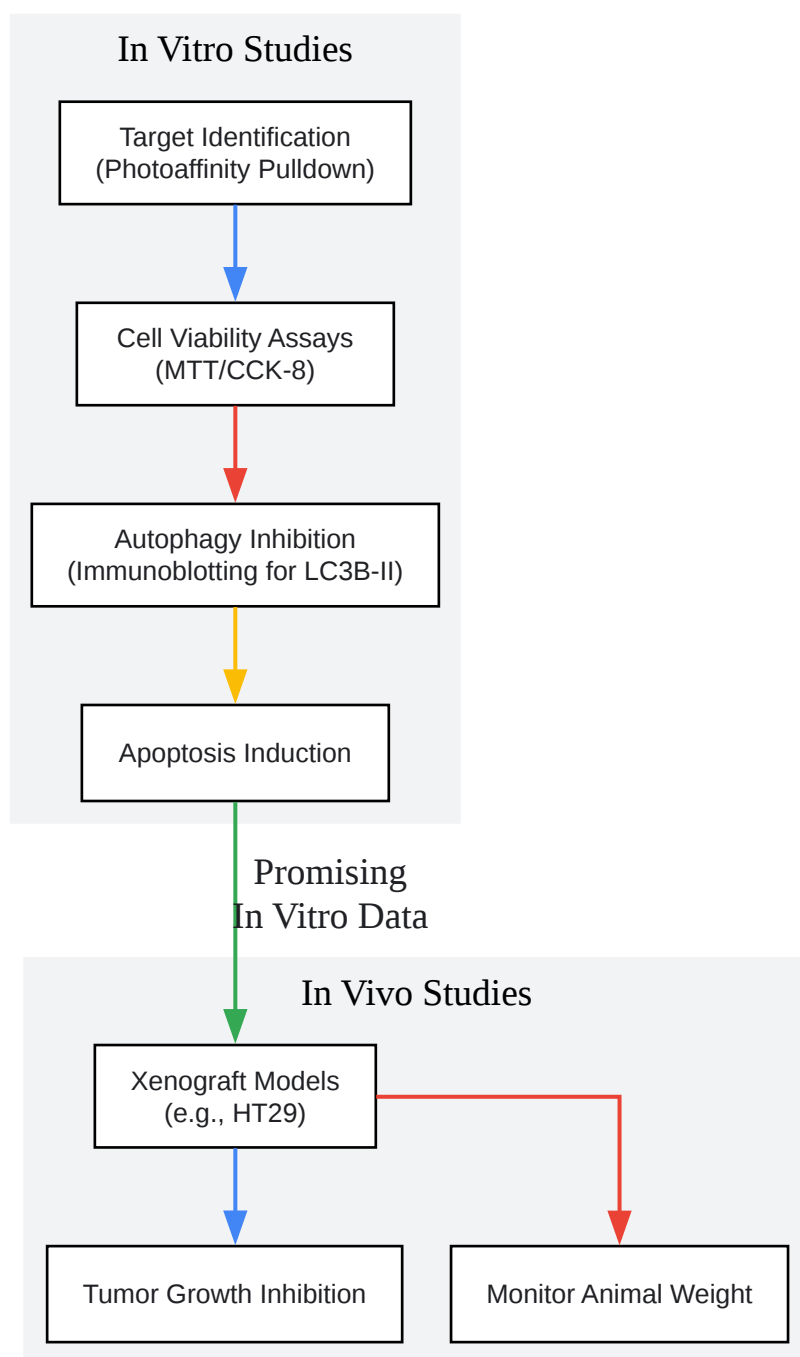 In Vitro Studies
Target Identification
(Photoaffinity Pulldown)
Cell Viability Assays
(MTT/CCK-8)
Autophagy Inhibition
(Immunoblotting for LC3B-II)
Apoptosis Induction
Promising
In Vitro Data
In Vivo Studies
Xenograft Models
(e.g., HT29)
Tumor Growth Inhibition
Monitor Animal Weight